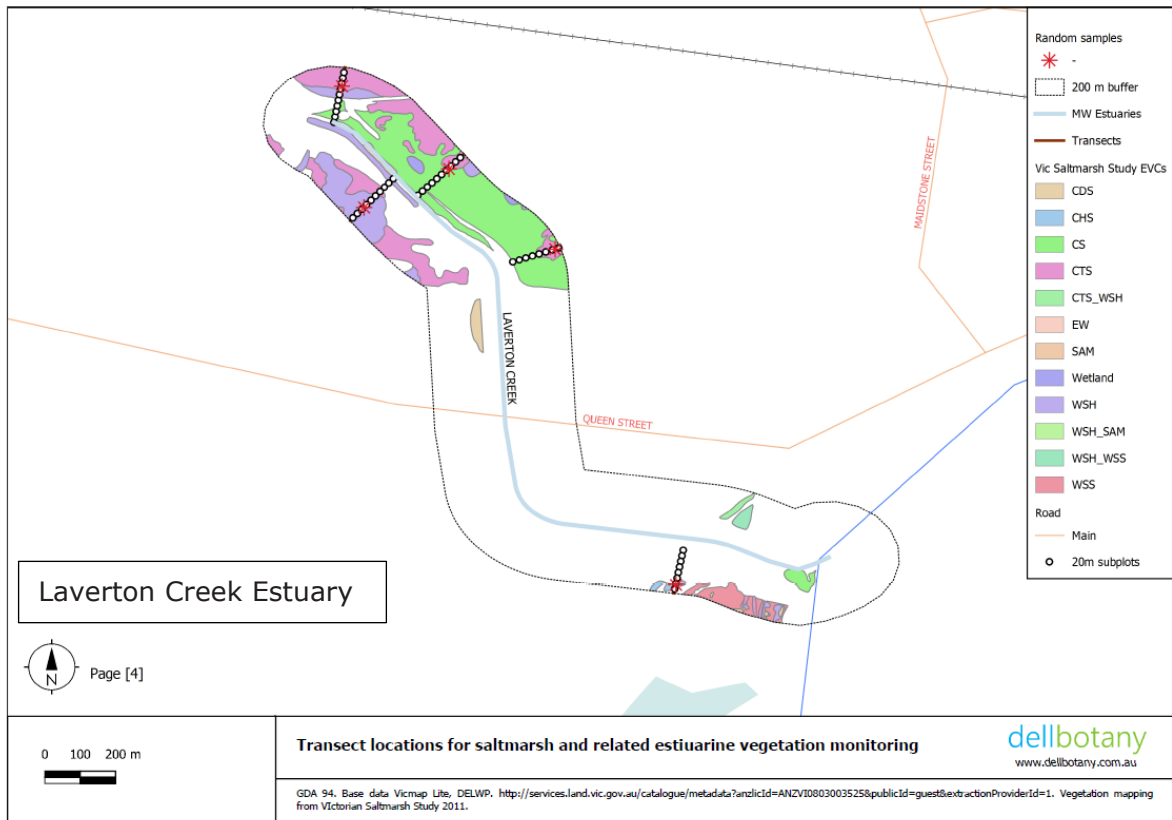 Random samples
-
200 m buffer
MW Estuaries
Transects
Vic Saltmarsh Study EVCs
CDS
CHS
CS
CTS
CTS_WSH
EW
SAM
Wetland
WSH
WSH_SAM
WSH_WSS
WSS
Road
Main
20m subplots
MAIDSTONE STREET
LAVERTON CREEK
QUEEN STREET
Laverton Creek Estuary
N
Page [4]
0 100 200 m
Transect locations for saltmarsh and related estiuarine vegetation monitoring
dellbotany
www.dellbotany.com.au
GDA 94. Base data Vicmap Lite, DELWP. http://services.land.vic.gov.au/catalogue/metadata?anzlicId=ANZVI0803003525&publicId=guest&extractionProviderId=1. Vegetation mapping
from VIctorian Saltmarsh Study 2011.